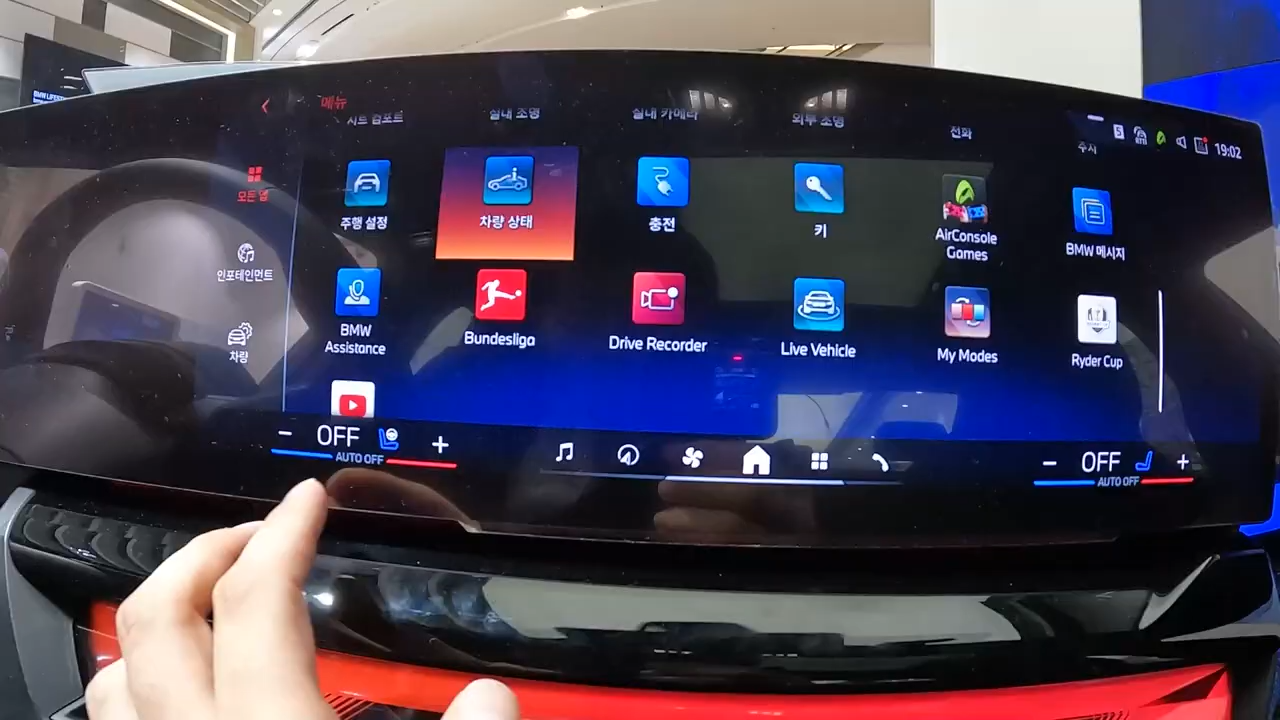 메뉴
시트 컴포트
실내 조명
실내 카메라
외부 조명
전화
주차
5
19:02
모든 앱
인포테인먼트
차량
주행 설정
차량 상태
충전
키
AirConsole
Games
BMW 메시지
BMW
Assistance
Bundesliga
Drive Recorder
Live Vehicle
My Modes
Ryder Cup
− OFF +
AUTO OFF
− OFF +
AUTO OFF